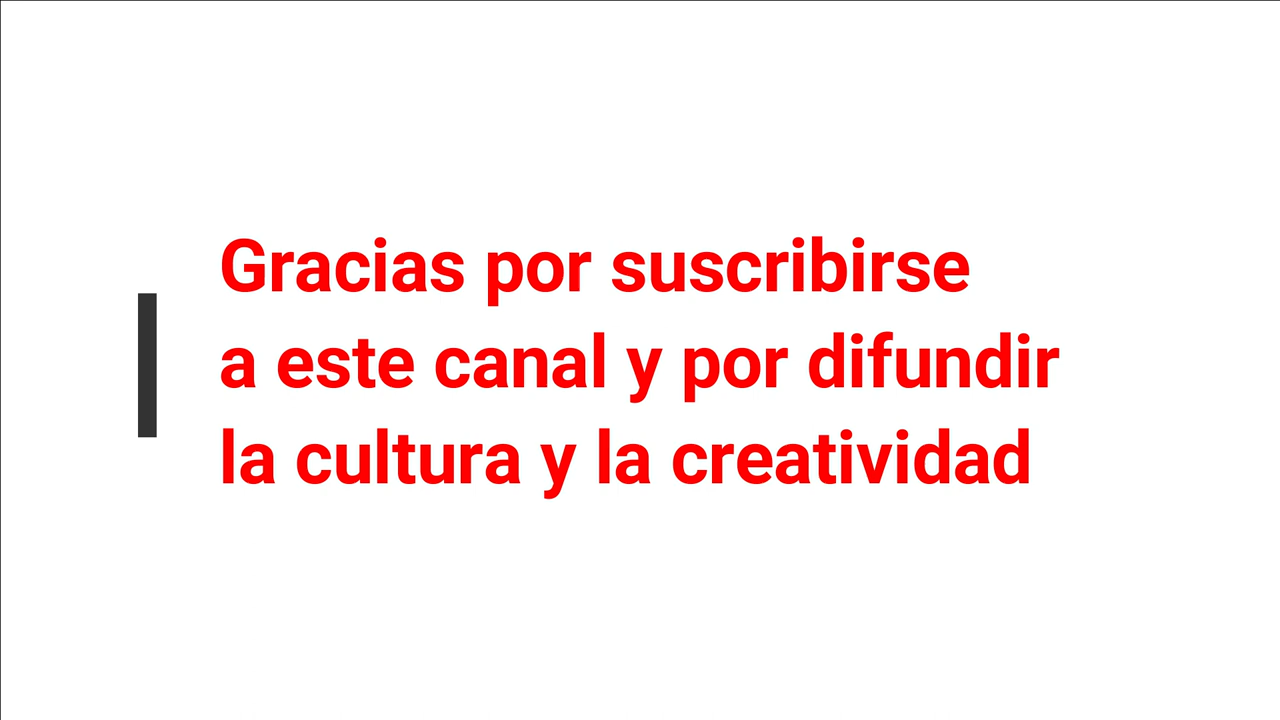 Gracias por suscribirse
a este canal y por difundir
la cultura y la creatividad